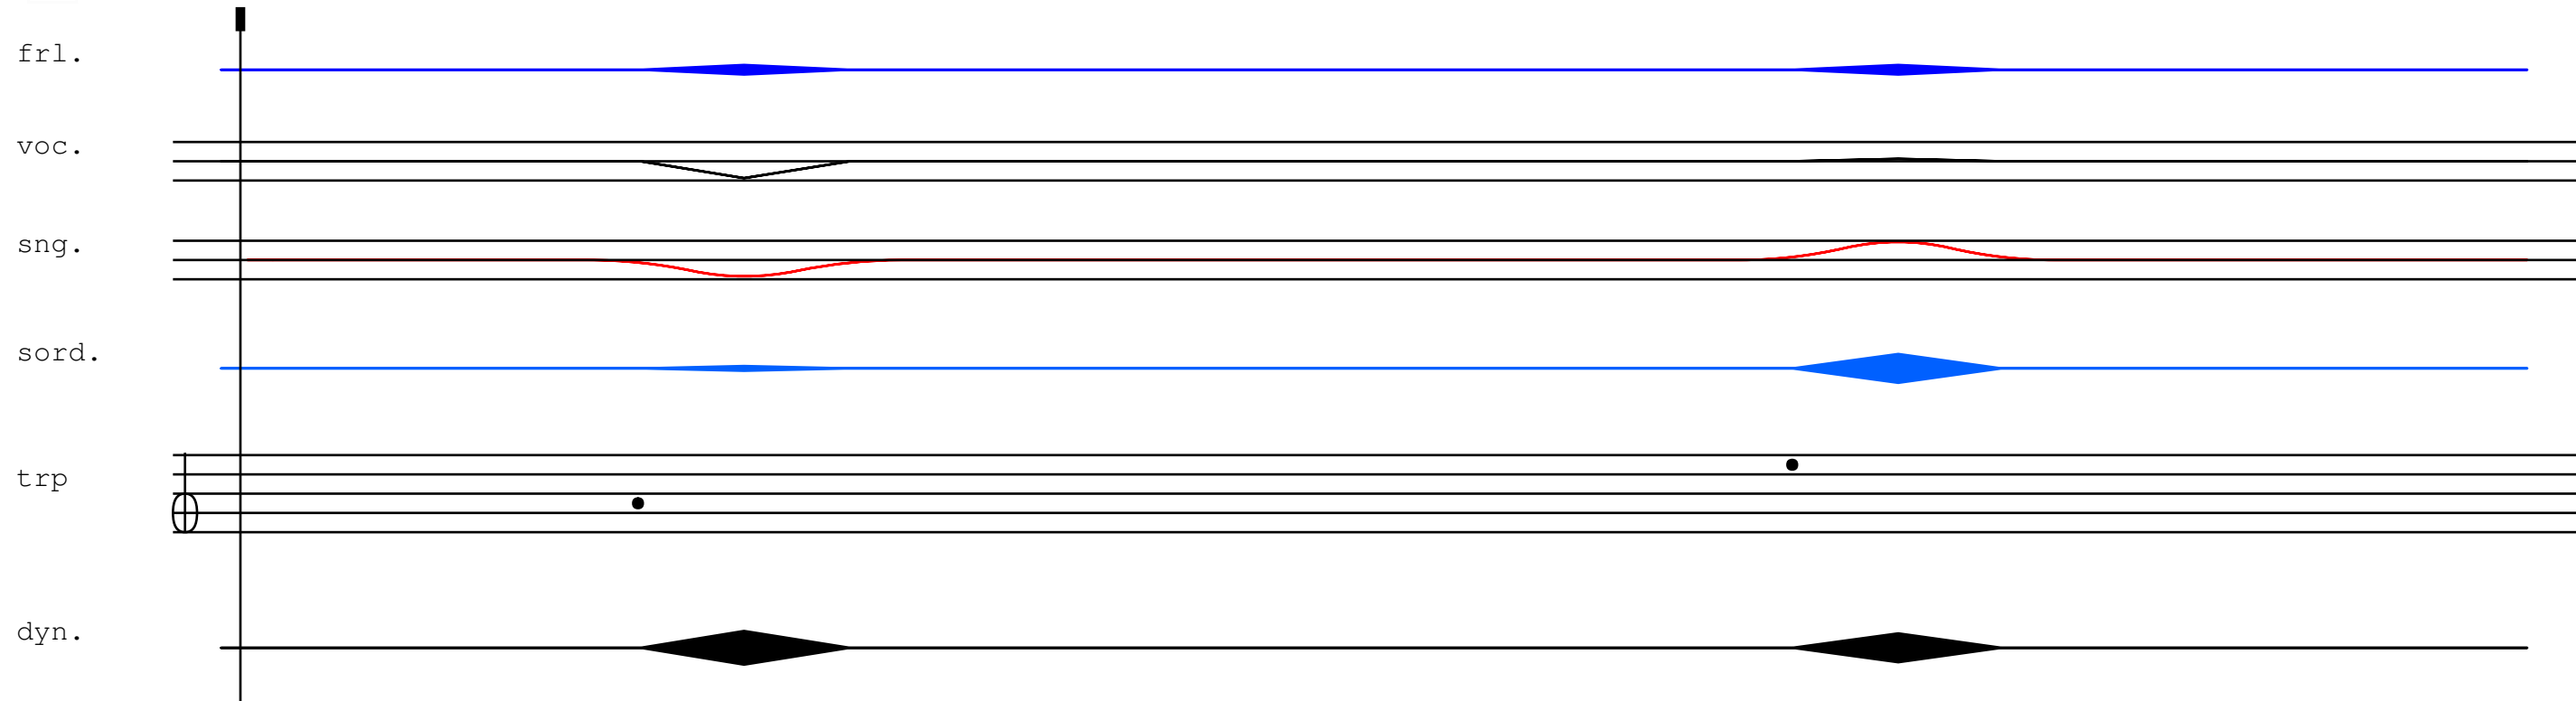 frl.
voc.
sng.
sord.
trp
dyn.